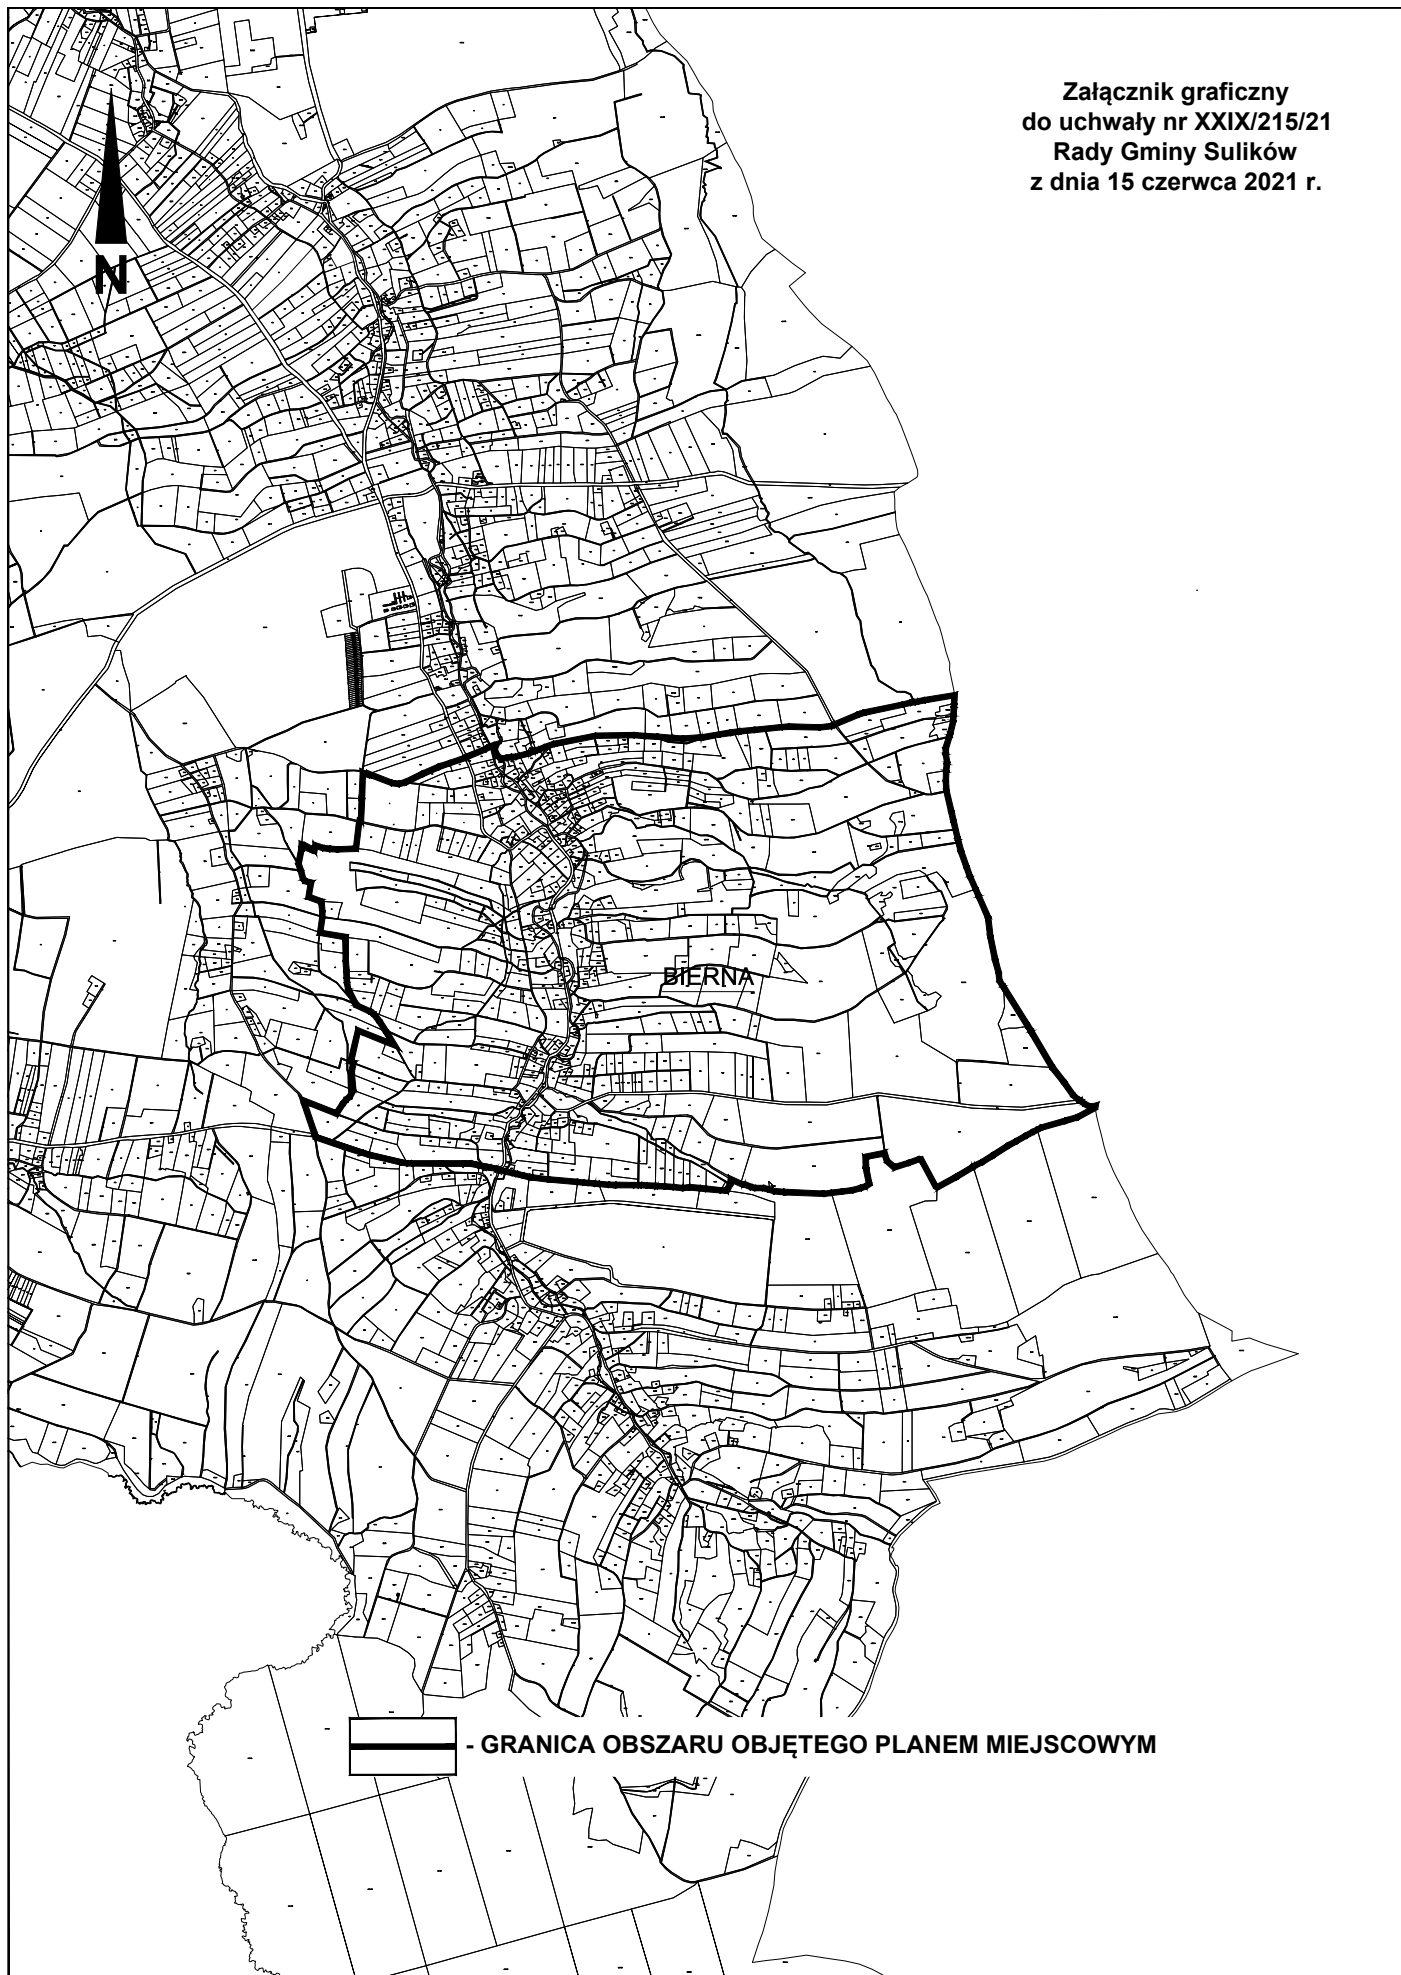 Załącznik graficzny
do uchwały nr XXIX/215/21
Rady Gminy Sulików
z dnia 15 czerwca 2021 r.
N
BIERNA
- GRANICA OBSZARU OBJĘTEGO PLANEM MIEJSCOWYM